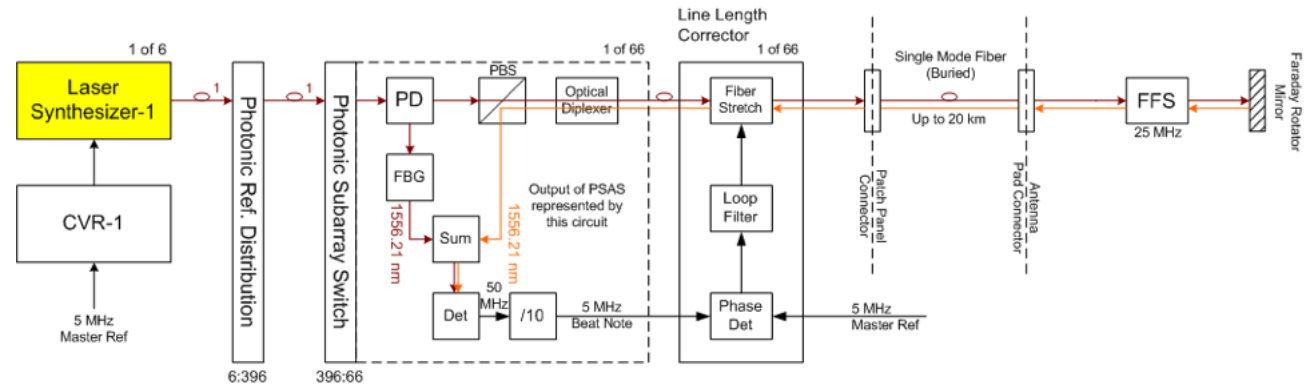 Line Length
Corrector
1 of 6
1 of 66
1 of 66
Laser
Synthesizer-1
1
1
Photonic Ref. Distribution
Photonic Subarray Switch
PD
PBS
Optical
Diplexer
Fiber
Stretch
Single Mode Fiber
(Buried)
Up to 20 km
FFS
25 MHz
Faraday Rotator
Mirror
CVR-1
FBG
1556.21 nm
Sum
1556.21 nm
Output of PSAS
represented by
this circuit
Loop
Filter
Patch Panel
Connector
Antenna
Pad Connector
Det
50
MHz
/10
5 MHz
Beat Note
Phase
Det
5 MHz
Master Ref
5 MHz
Master Ref
6:396
396:66